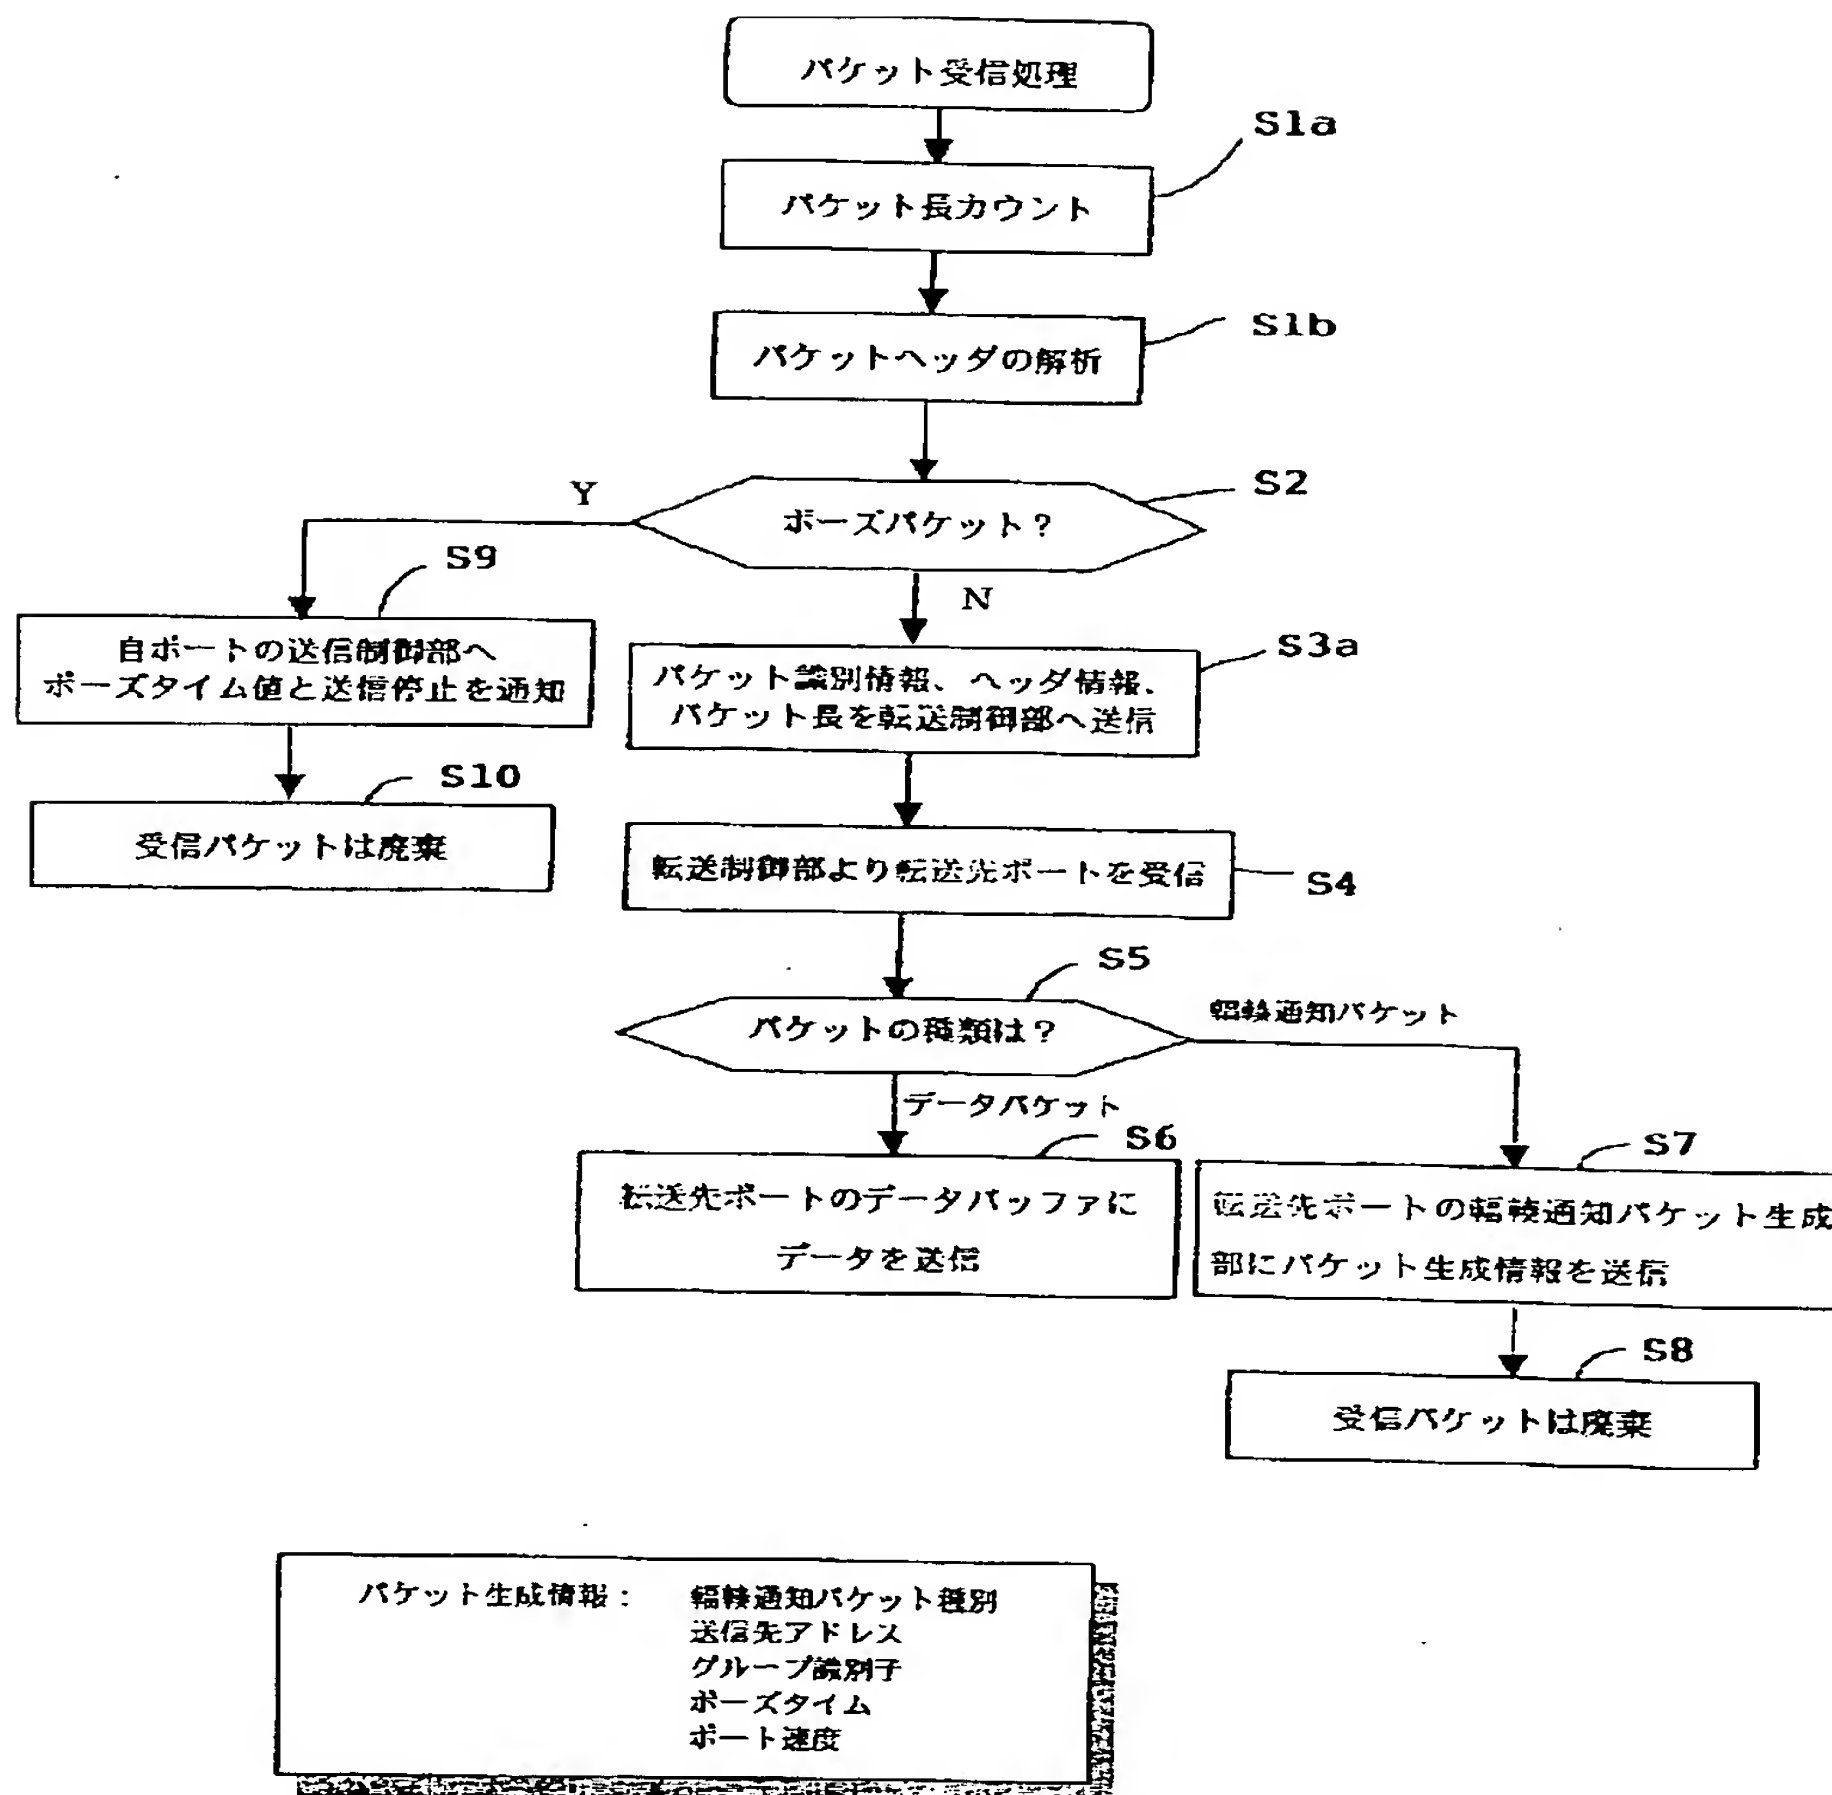 パケット受信処理
S1a
パケット長カウント
S1b
パケットヘッダの解析
S2
ポーズパケット？
Y
N
S9
自ポートの送信制御部へ
ポーズタイム値と送信停止を通知
S10
受信パケットは廃棄
S3a
パケット識別情報、ヘッダ情報、
パケット長を転送制御部へ送信
転送制御部より転送先ポートを受信
S4
S5
パケットの種類は？
輻輳通知パケット
データパケット
S6
転送先ポートのデータバッファに
データを送信
S7
転送先ポートの輻輳通知パケット生成
部にパケット生成情報を送信
S8
受信パケットは廃棄
パケット生成情報：　輻輳通知パケット種別
送信先アドレス
グループ識別子
ポーズタイム
ポート速度